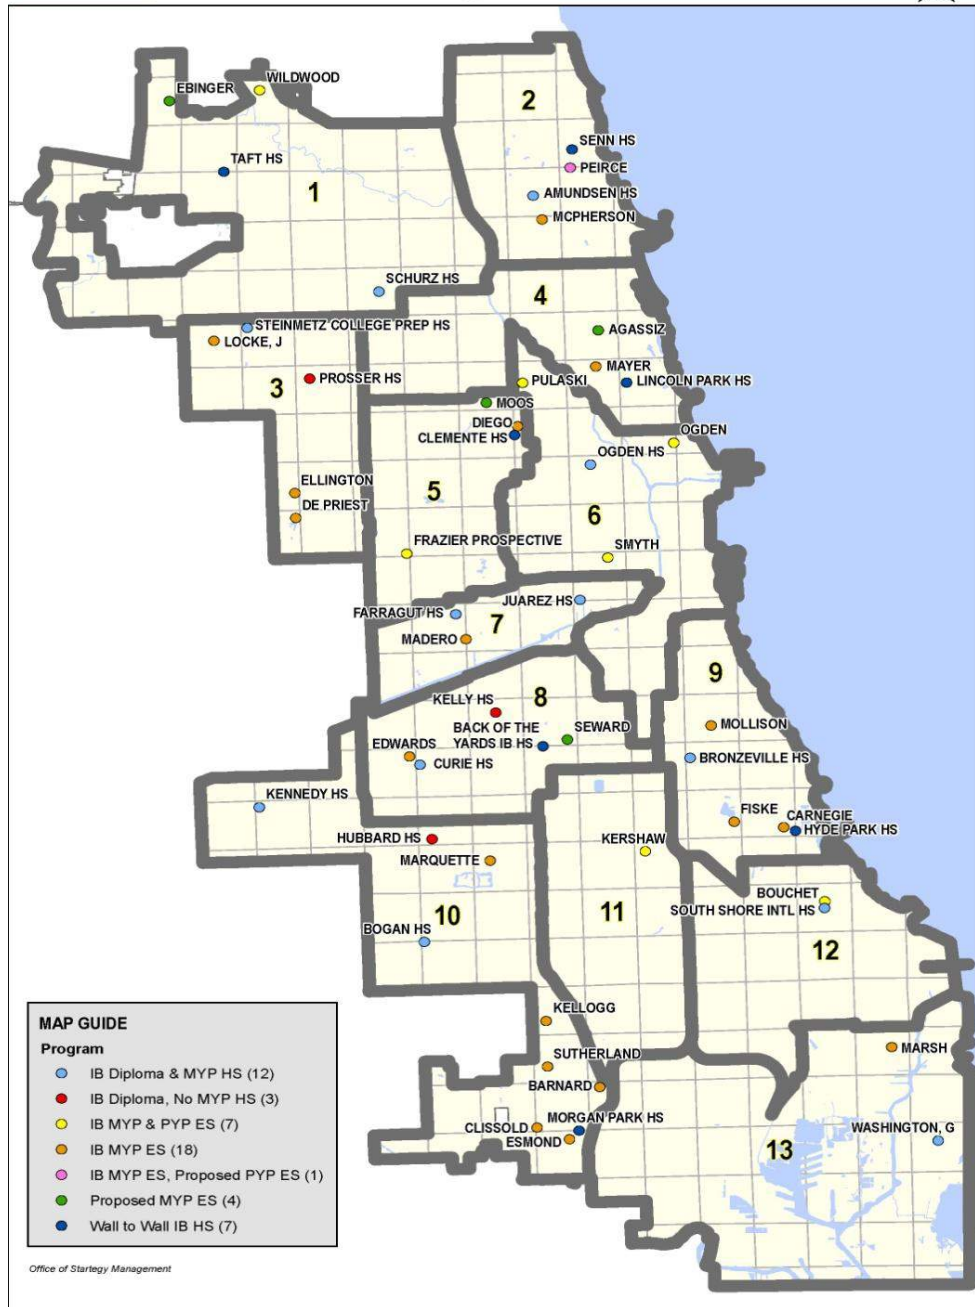 EBINGER
WILDWOOD
2
SENN HS
PEIRCE
TAFT HS
1
AMUNDSEN HS
MCPHERSON
SCHURZ HS
4
STEINMETZ COLLEGE PREP HS
LOCKE, J
AGASSIZ
3
PROSSER HS
MAYER
PULASKI
LINCOLN PARK HS
MOOS
DIEGO
CLEMENTE HS
OGDEN
OGDEN HS
ELLINGTON
5
DE PRIEST
6
FRAZIER PROSPECTIVE
SMYTH
JUAREZ HS
FARRAGUT HS
7
MADERO
9
KELLY HS
8
MOLLISON
BACK OF THE
YARDS IB HS
SEWARD
EDWARDS
CURIE HS
BRONZEVILLE HS
KENNEDY HS
FISKE
CARNEGIE
HYDE PARK HS
HUBBARD HS
KERSHAW
MARQUETTE
BOUCHET
SOUTH SHORE INTL HS
10
11
BOGAN HS
12
KELLOGG
MARSH
SUTHERLAND
BARNARD
MORGAN PARK HS
CLISSOLD
ESMOND
WASHINGTON, G
13
MAP GUIDE
Program
IB Diploma & MYP HS (12)
IB Diploma, No MYP HS (3)
IB MYP & PYP ES (7)
IB MYP ES (18)
IB MYP ES, Proposed PYP ES (1)
Proposed MYP ES (4)
Wall to Wall IB HS (7)
Office of Startegy Management